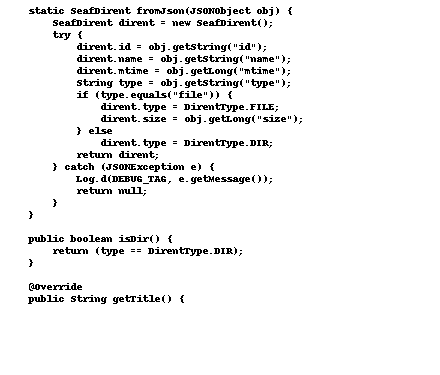 static SeafDirent fromJson(JSONObject obj) {
    SeafDirent dirent = new SeafDirent();
    try {
        dirent.id = obj.getString("id");
        dirent.name = obj.getString("name");
        dirent.mtime = obj.getLong("mtime");
        String type = obj.getString("type");
        if (type.equals("file")) {
            dirent.type = DirentType.FILE;
            dirent.size = obj.getLong("size");
        } else
            dirent.type = DirentType.DIR;
        return dirent;
    } catch (JSONException e) {
        Log.d(DEBUG_TAG, e.getMessage());
        return null;
    }
}

public boolean isDir() {
    return (type == DirentType.DIR);
}

@Override
public String getTitle() {